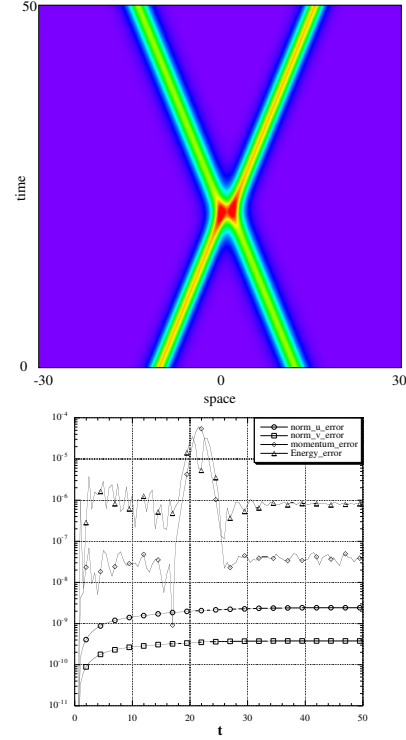 50
time
0
-30 0 30
space
10^-4
norm_u_error
norm_v_error
momentum_error
Energy_error
10^-5
10^-6
10^-7
10^-8
10^-9
10^-10
10^-11
0 10 20 30 40 50
t